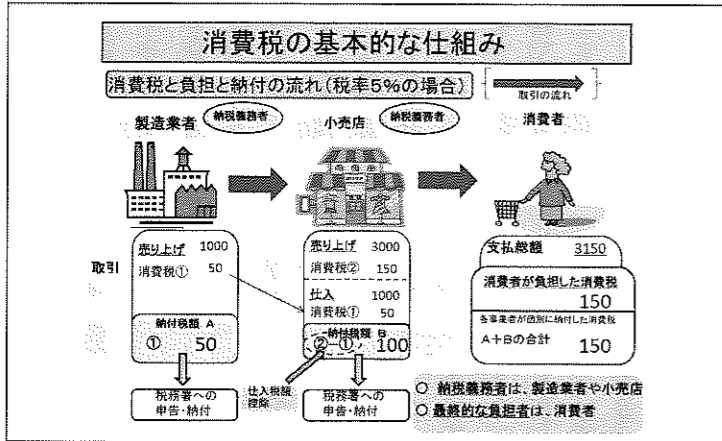 消費税の基本的な仕組み
消費税と負担と納付の流れ(税率5%の場合)
取引の流れ
製造業者
納税義務者
小売店
納税義務者
消費者
取引
売り上げ 1000
消費税① 50
納付税額 A
① 50
税務署への
申告・納付
売り上げ 3000
消費税② 150
仕入 1000
消費税① 50
納付税額 B
②-① 100
仕入税額
控除
税務署への
申告・納付
支払総額 3150
消費者が負担した消費税
150
各事業者が個別に納付した消費税
A+Bの合計 150
○ 納税義務者は、製造業者や小売店
○ 最終的な負担者は、消費者